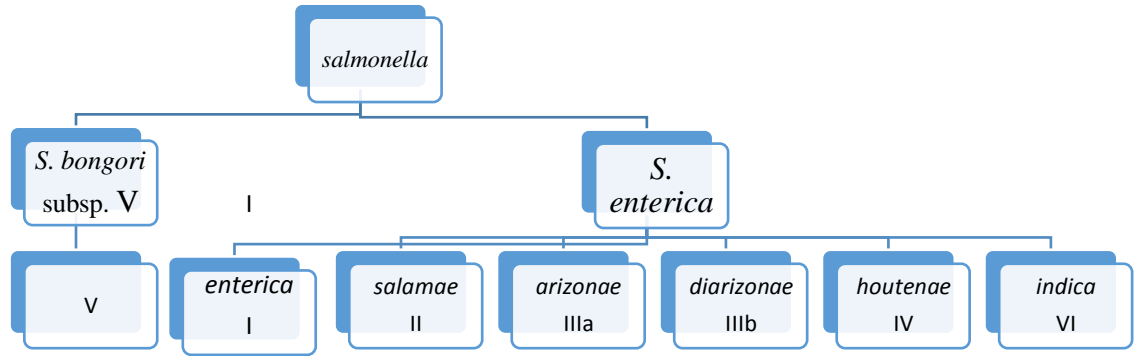 salmonella
S. bongori
subsp. V
I
S.
enterica
V
enterica
I
salamae
II
arizonae
IIIa
diarizonae
IIIb
houtenae
IV
indica
VI